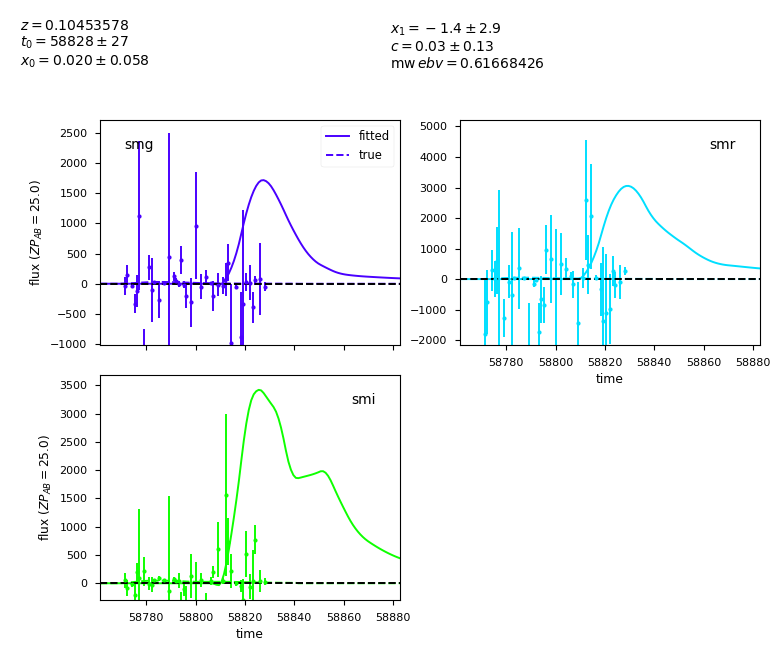 z = 0.10453578
t₀ = 58828 ± 27
x₀ = 0.020 ± 0.058
x₁ = −1.4 ± 2.9
c = 0.03 ± 0.13
mw ebv = 0.61668426
smg
fitted
true
2500
2000
1500
1000
500
0
−500
−1000
flux (ZP_AB = 25.0)
smr
5000
4000
3000
2000
1000
0
−1000
−2000
58780 58800 58820 58840 58860 58880
time
smi
3500
3000
2500
2000
1500
1000
500
0
flux (ZP_AB = 25.0)
58780 58800 58820 58840 58860 58880
time